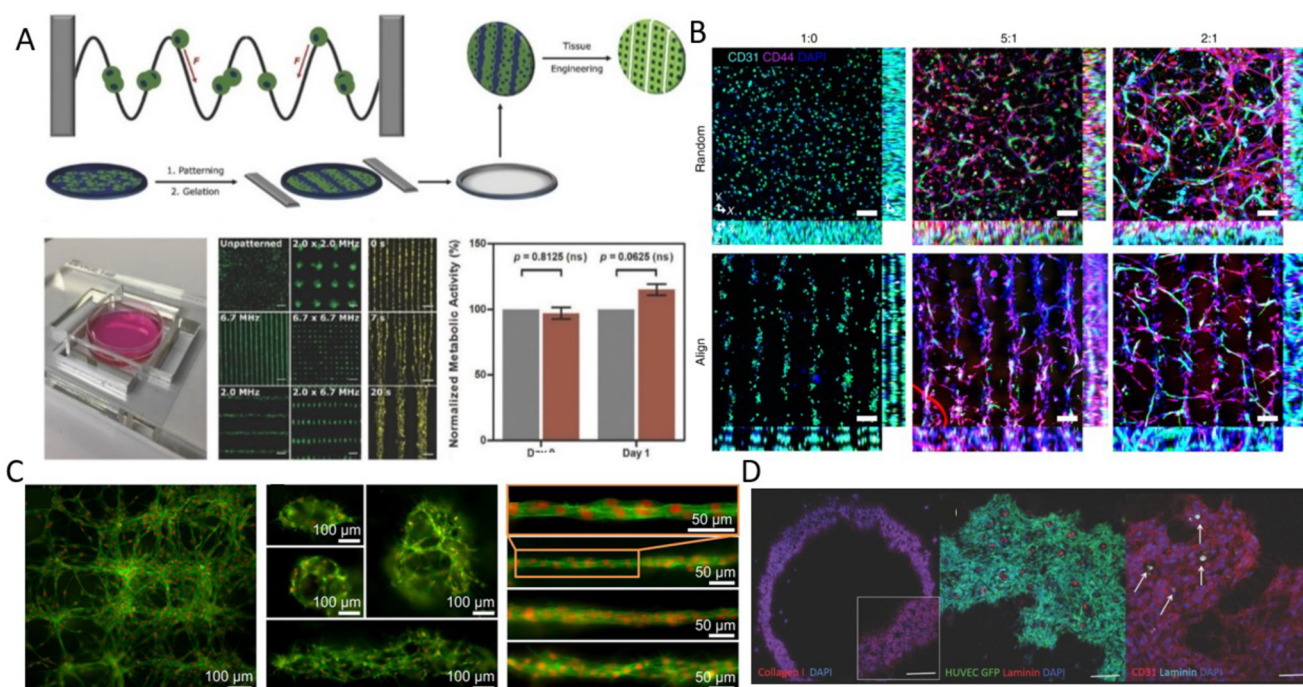 A
F
F
Tissue
Engineering
1. Patterning
2. Gelation
Unpatterned
2.0 x 2.0 MHz
0 s
6.7 MHz
6.7 x 6.7 MHz
7 s
2.0 MHz
2.0 x 6.7 MHz
20 s
Normalized Metabolic Activity (%)
150
100
50
0
p = 0.8125 (ns)
p = 0.0625 (ns)
Day 0
Day 1
B
1:0
5:1
2:1
CD31 CD44 DAPI
Random
Align
Y
X
C
100 µm
100 µm
100 µm
100 µm
100 µm
50 µm
50 µm
50 µm
50 µm
D
Collagen I DAPI
HUVEC GFP Laminin DAPI
CD31 Laminin DAPI